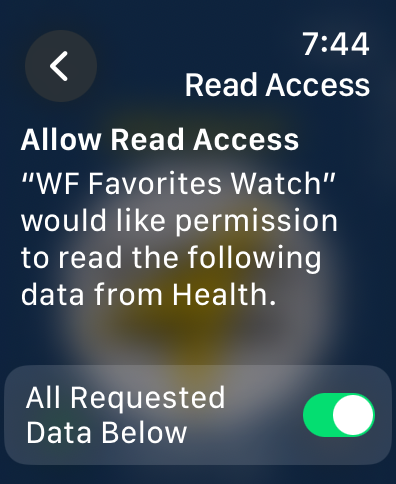 7:44
Read Access
Allow Read Access
“WF Favorites Watch”
would like permission
to read the following
data from Health.
All Requested
Data Below